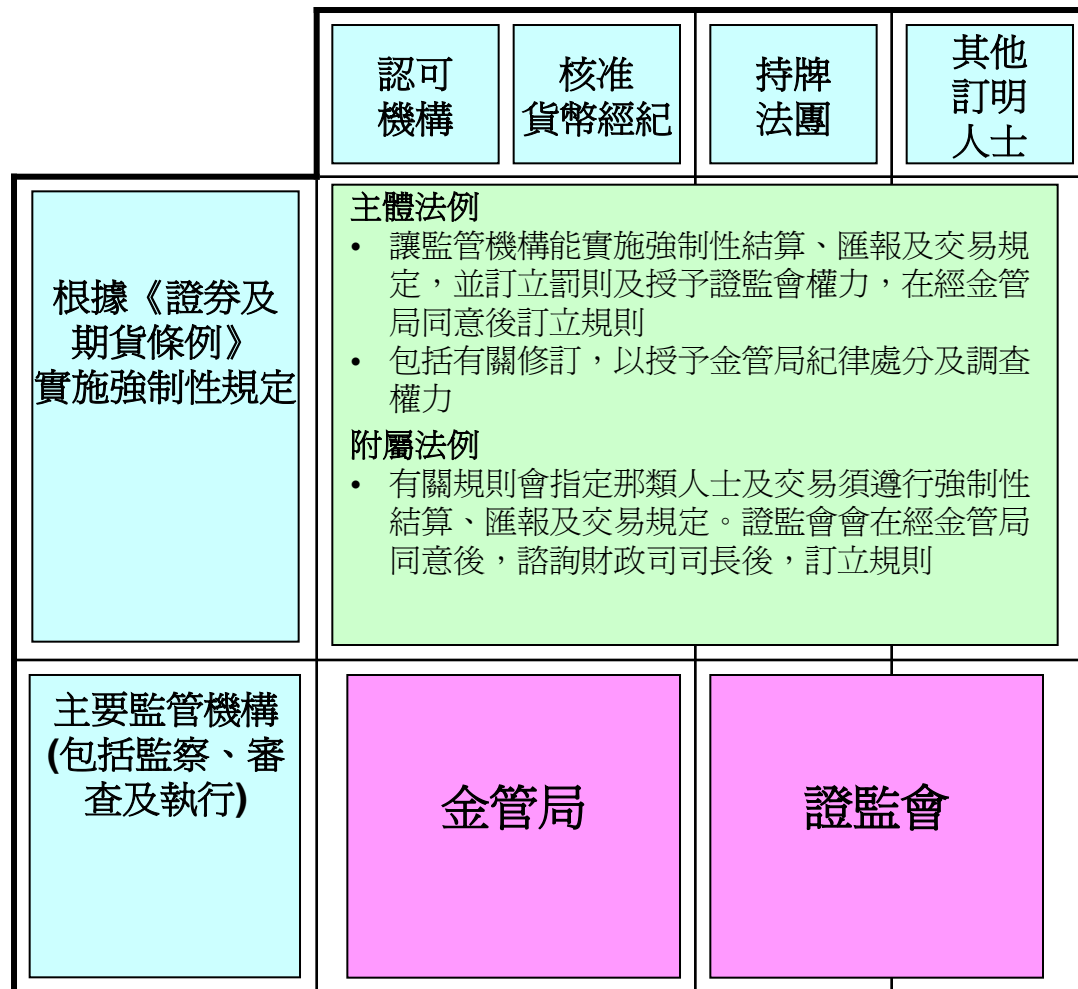 認可
機構
核准
貨幣經紀
持牌
法團
其他
訂明
人士
根據《證券及
期貨條例》
實施強制性規定
主體法例
• 讓監管機構能實施強制性結算、匯報及交易規
定，並訂立罰則及授予證監會權力，在經金管
局同意後訂立規則
• 包括有關修訂，以授予金管局紀律處分及調查
權力
附屬法例
• 有關規則會指定那類人士及交易須遵行強制性
結算、匯報及交易規定。證監會會在經金管局
同意後，諮詢財政司司長後，訂立規則
主要監管機構
(包括監察、審
查及執行)
金管局
證監會